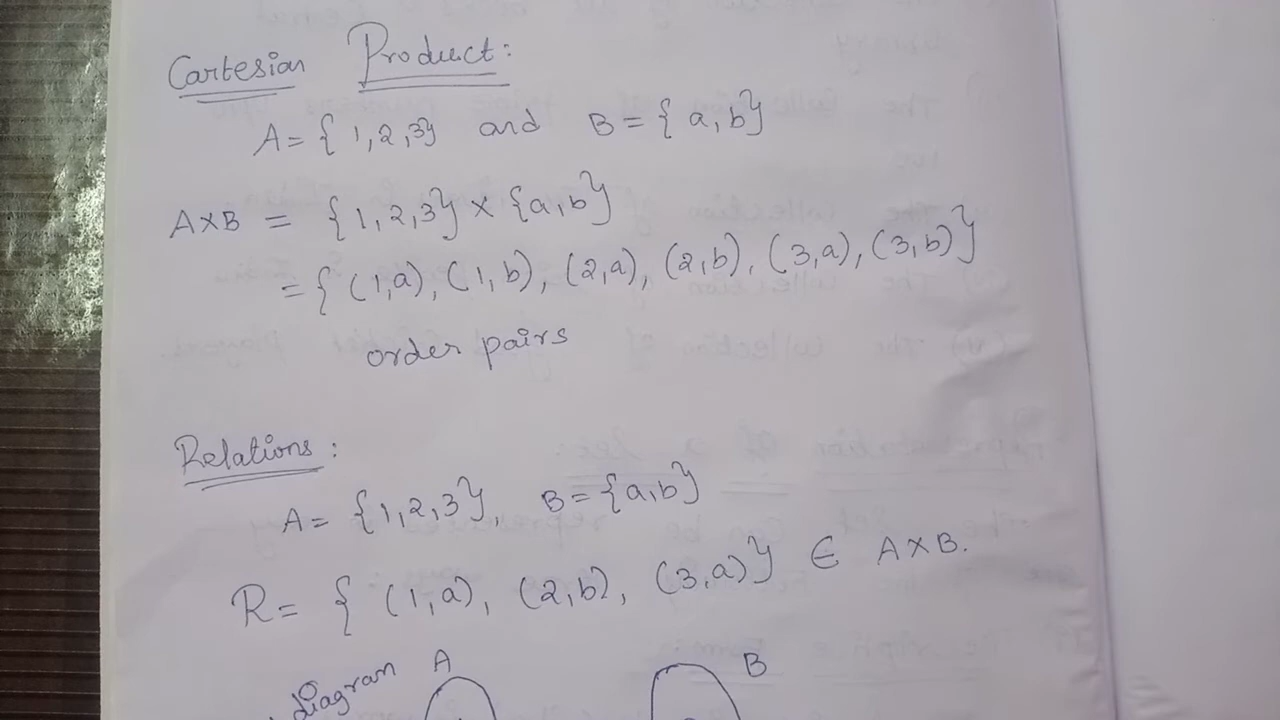 Cartesian Product:
A = { 1, 2, 3} and B = { a, b}
A×B = {1, 2, 3} × {a, b}
= { (1, a), (1, b), (2, a), (2, b), (3, a), (3, b)}
order pairs
Relations:
A = {1, 2, 3}, B = {a, b}
R = { (1, a), (2, b), (3, a)} ∈ A×B.
diagram A B